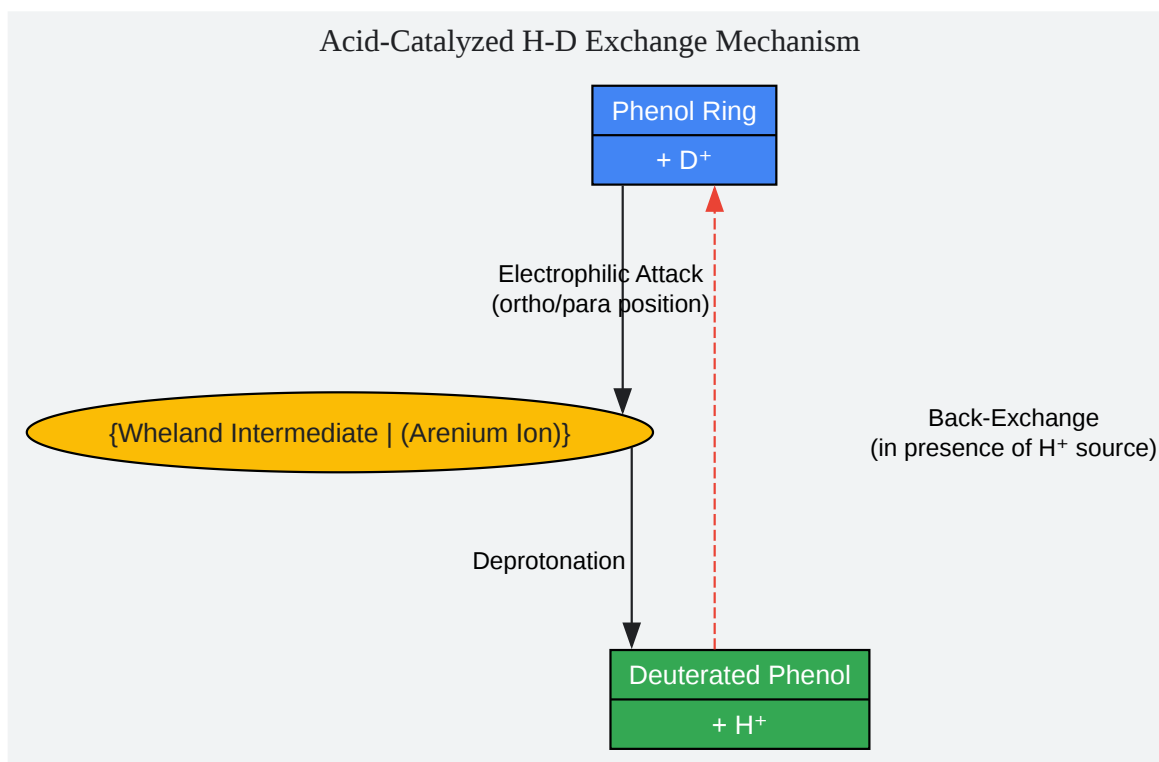 Acid-Catalyzed H-D Exchange Mechanism
Phenol Ring
+ D⁺
Electrophilic Attack
(ortho/para position)
{Wheland Intermediate | (Arenium Ion)}
Back-Exchange
(in presence of H⁺ source)
Deprotonation
Deuterated Phenol
+ H⁺